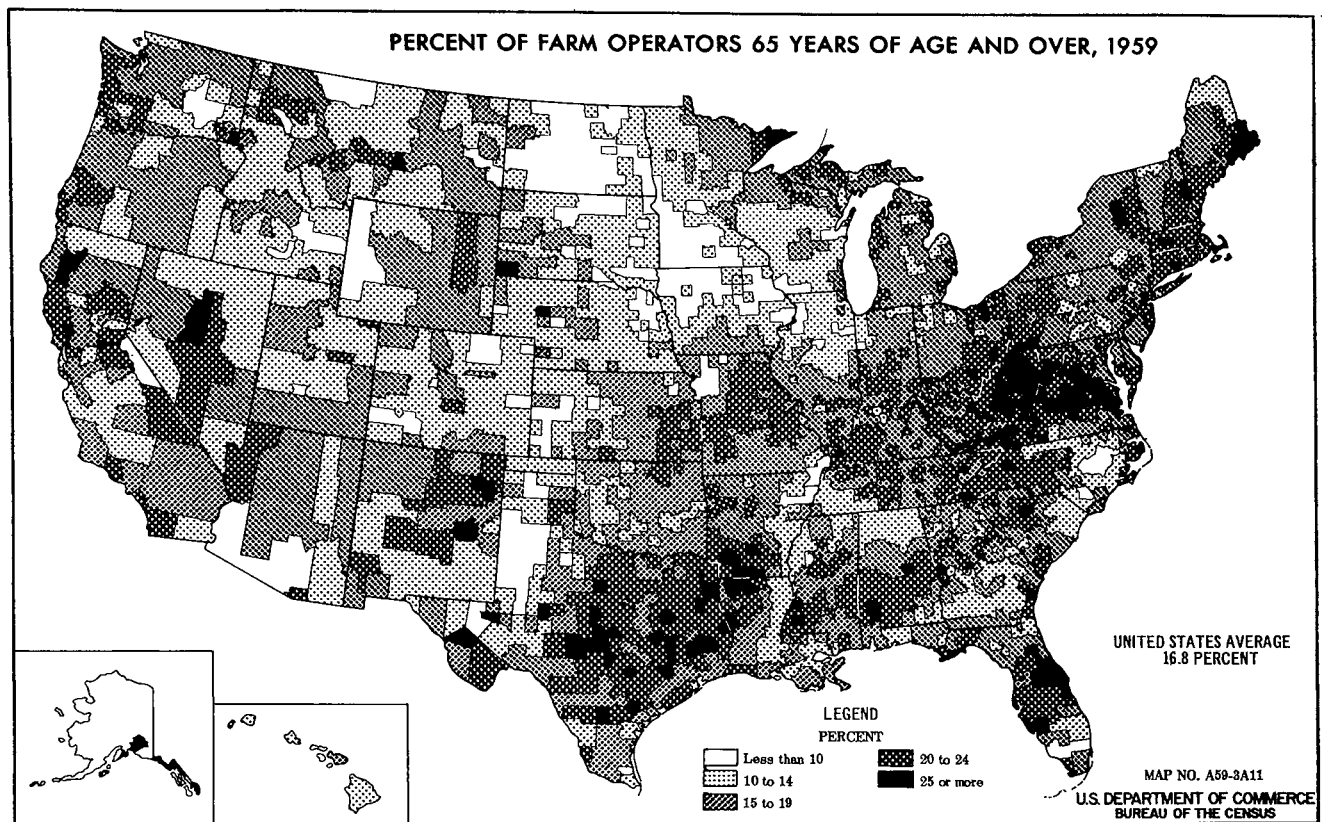 PERCENT OF FARM OPERATORS 65 YEARS OF AGE AND OVER, 1959
UNITED STATES AVERAGE
16.8 PERCENT
LEGEND
PERCENT
Less than 10
10 to 14
15 to 19
20 to 24
25 or more
MAP NO. A59-3A11
U.S. DEPARTMENT OF COMMERCE
BUREAU OF THE CENSUS